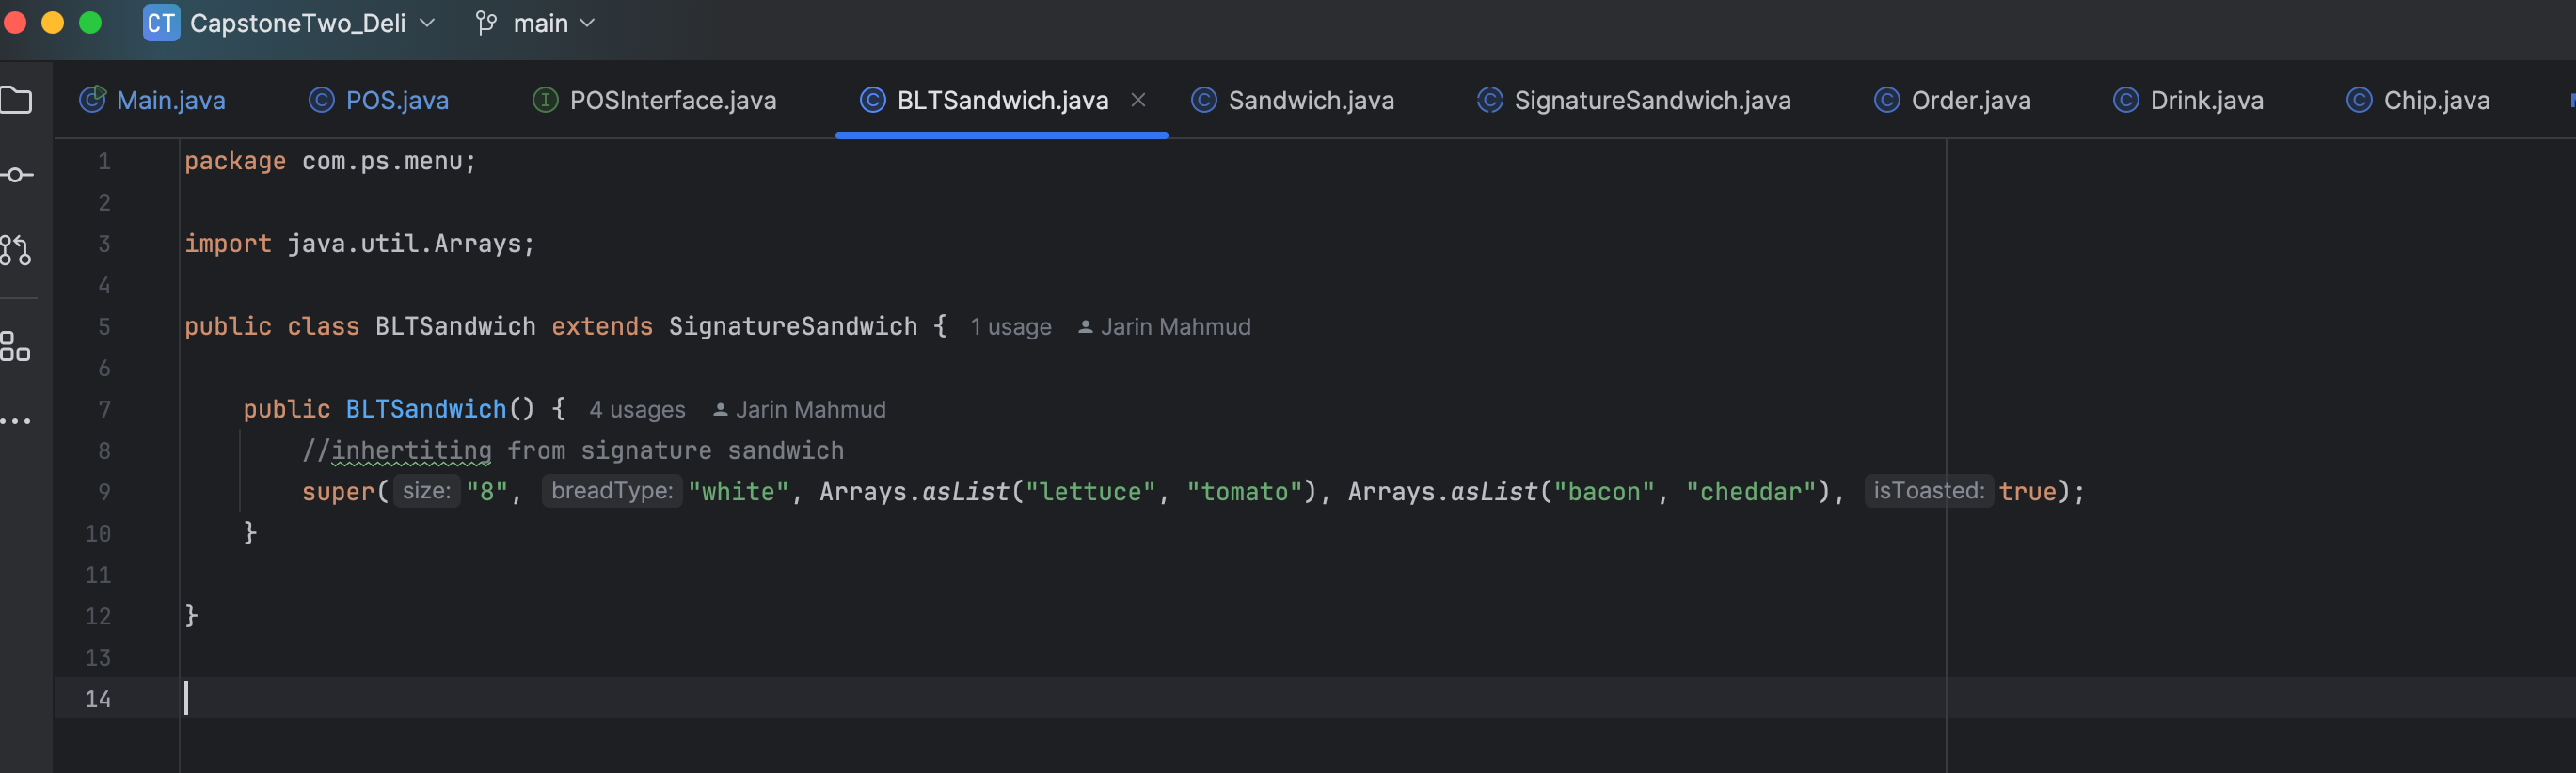 CT CapstoneTwo_Deli main
Main.java POS.java POSInterface.java BLTSandwich.java Sandwich.java SignatureSandwich.java Order.java Drink.java Chip.java
1 package com.ps.menu;
2
3 import java.util.Arrays;
4
5 public class BLTSandwich extends SignatureSandwich { 1 usage Jarin Mahmud
6
7 public BLTSandwich() { 4 usages Jarin Mahmud
8 //inhertiting from signature sandwich
9 super( size: "8", breadType: "white", Arrays.asList("lettuce", "tomato"), Arrays.asList("bacon", "cheddar"), isToasted: true);
10 }
11
12 }
13
14